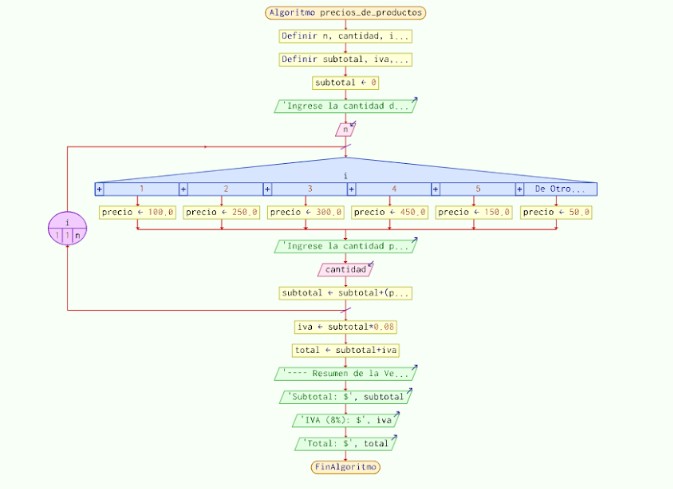 Algoritmo precios_de_productos
Definir n, cantidad, i...
Definir subtotal, iva,...
subtotal ← 0
'Ingrese la cantidad d...
n
i
+ 1 + 2 + 3 + 4 + 5 + De Otro...
precio ← 100.0 precio ← 250.0 precio ← 300.0 precio ← 450.0 precio ← 150.0 precio ← 50.0
i
1 1 n
'Ingrese la cantidad p...
cantidad
subtotal ← subtotal+(p...
iva ← subtotal*0.08
total ← subtotal+iva
'---- Resumen de la Ve...
'Subtotal: $', subtotal
'IVA (8%): $', iva
'Total: $', total
FinAlgoritmo